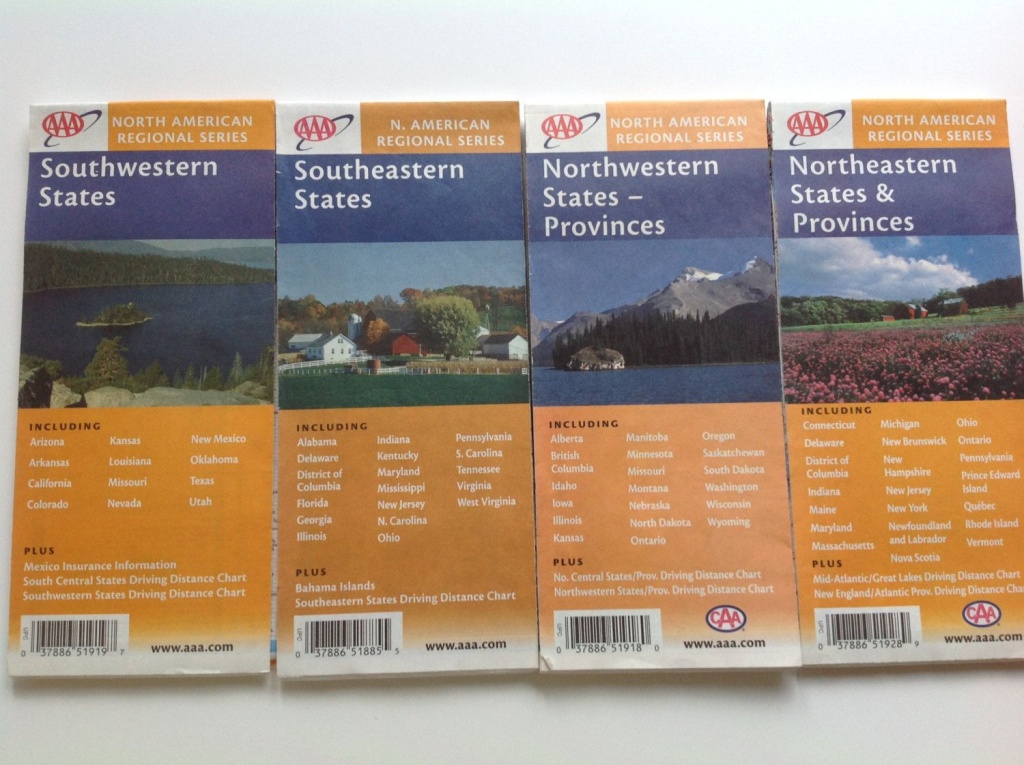 AAA
NORTH AMERICAN
REGIONAL SERIES
Southwestern
States
INCLUDING
Arizona
Arkansas
California
Colorado
Kansas
Louisiana
Missouri
Nevada
New Mexico
Oklahoma
Texas
Utah
PLUS
Mexico Insurance Information
South Central States Driving Distance Chart
Southwestern States Driving Distance Chart
(UPC)
0 37886 51919 7
www.aaa.com
AAA
N. AMERICAN
REGIONAL SERIES
Southeastern
States
INCLUDING
Alabama
Delaware
District of
Columbia
Florida
Georgia
Illinois
Indiana
Kentucky
Maryland
Mississippi
New Jersey
N. Carolina
Ohio
Pennsylvania
S. Carolina
Tennessee
Virginia
West Virginia
PLUS
Bahama Islands
Southeastern States Driving Distance Chart
(UPC)
0 37886 51885 5
www.aaa.com
AAA
NORTH AMERICAN
REGIONAL SERIES
Northwestern
States –
Provinces
INCLUDING
Alberta
British
Columbia
Idaho
Iowa
Illinois
Kansas
Manitoba
Minnesota
Missouri
Montana
Nebraska
North Dakota
Ontario
Oregon
Saskatchewan
South Dakota
Washington
Wisconsin
Wyoming
PLUS
No. Central States/Prov. Driving Distance Chart
Northwestern States/Prov. Driving Distance Chart
(UPC)
0 37886 51918 0
CAA
www.aaa.com
AAA
NORTH AMERICAN
REGIONAL SERIES
Northeastern
States &
Provinces
INCLUDING
Connecticut
Delaware
District of
Columbia
Indiana
Maine
Maryland
Massachusetts
Michigan
New Brunswick
New
Hampshire
New Jersey
New York
Newfoundland
and Labrador
Nova Scotia
Ohio
Ontario
Pennsylvania
Prince Edward
Island
Québec
Rhode Island
Vermont
PLUS
Mid-Atlantic/Great Lakes Driving Distance Chart
New England/Atlantic Prov. Driving Distance Chart
(UPC)
0 37886 51928 9
CAA
www.aaa.com